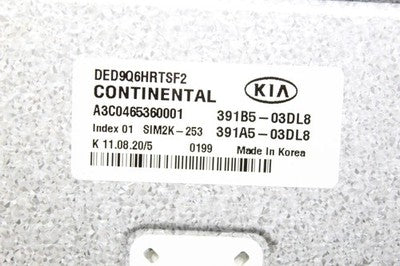 DED9Q6HRTSF2
CONTINENTAL
KIA
A3C0465360001 391B5-03DL8
Index 01 SIM2K-253 391A5-03DL8
K 11.08.20/5 0199 Made In Korea